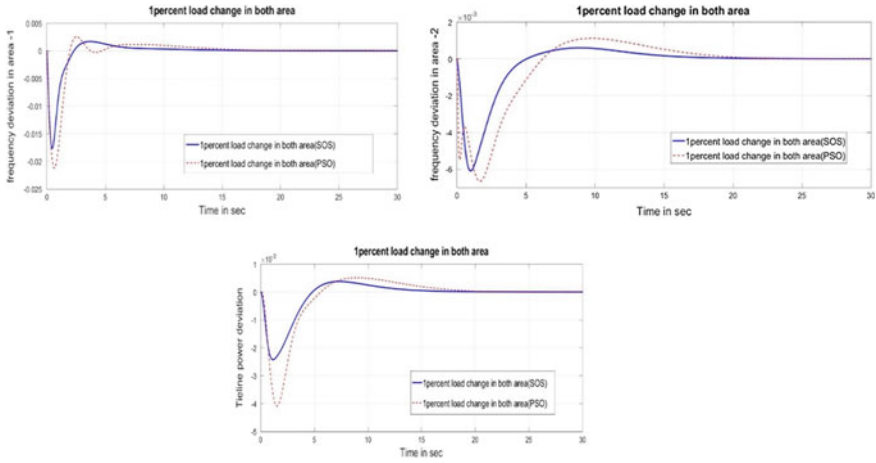 1percent load change in both area
frequency deviation in area -1
0.005
0
-0.005
-0.01
-0.015
-0.02
-0.025
0
5
10
15
20
25
30
Time in sec
1percent load change in both area(SOS)
1percent load change in both area(PSO)
1percent load change in both area
×10⁻³
frequency deviation in area -2
2
0
-2
-4
-6
0
5
10
15
20
25
30
Time in sec
1percent load change in both area(SOS)
1percent load change in both area(PSO)
1percent load change in both area
Tieline power deviation
1
0
-1
-2
-3
-4
-5
0
5
10
15
20
25
30
Time in sec
1percent load change in both area(SOS)
1percent load change in both area(PSO)